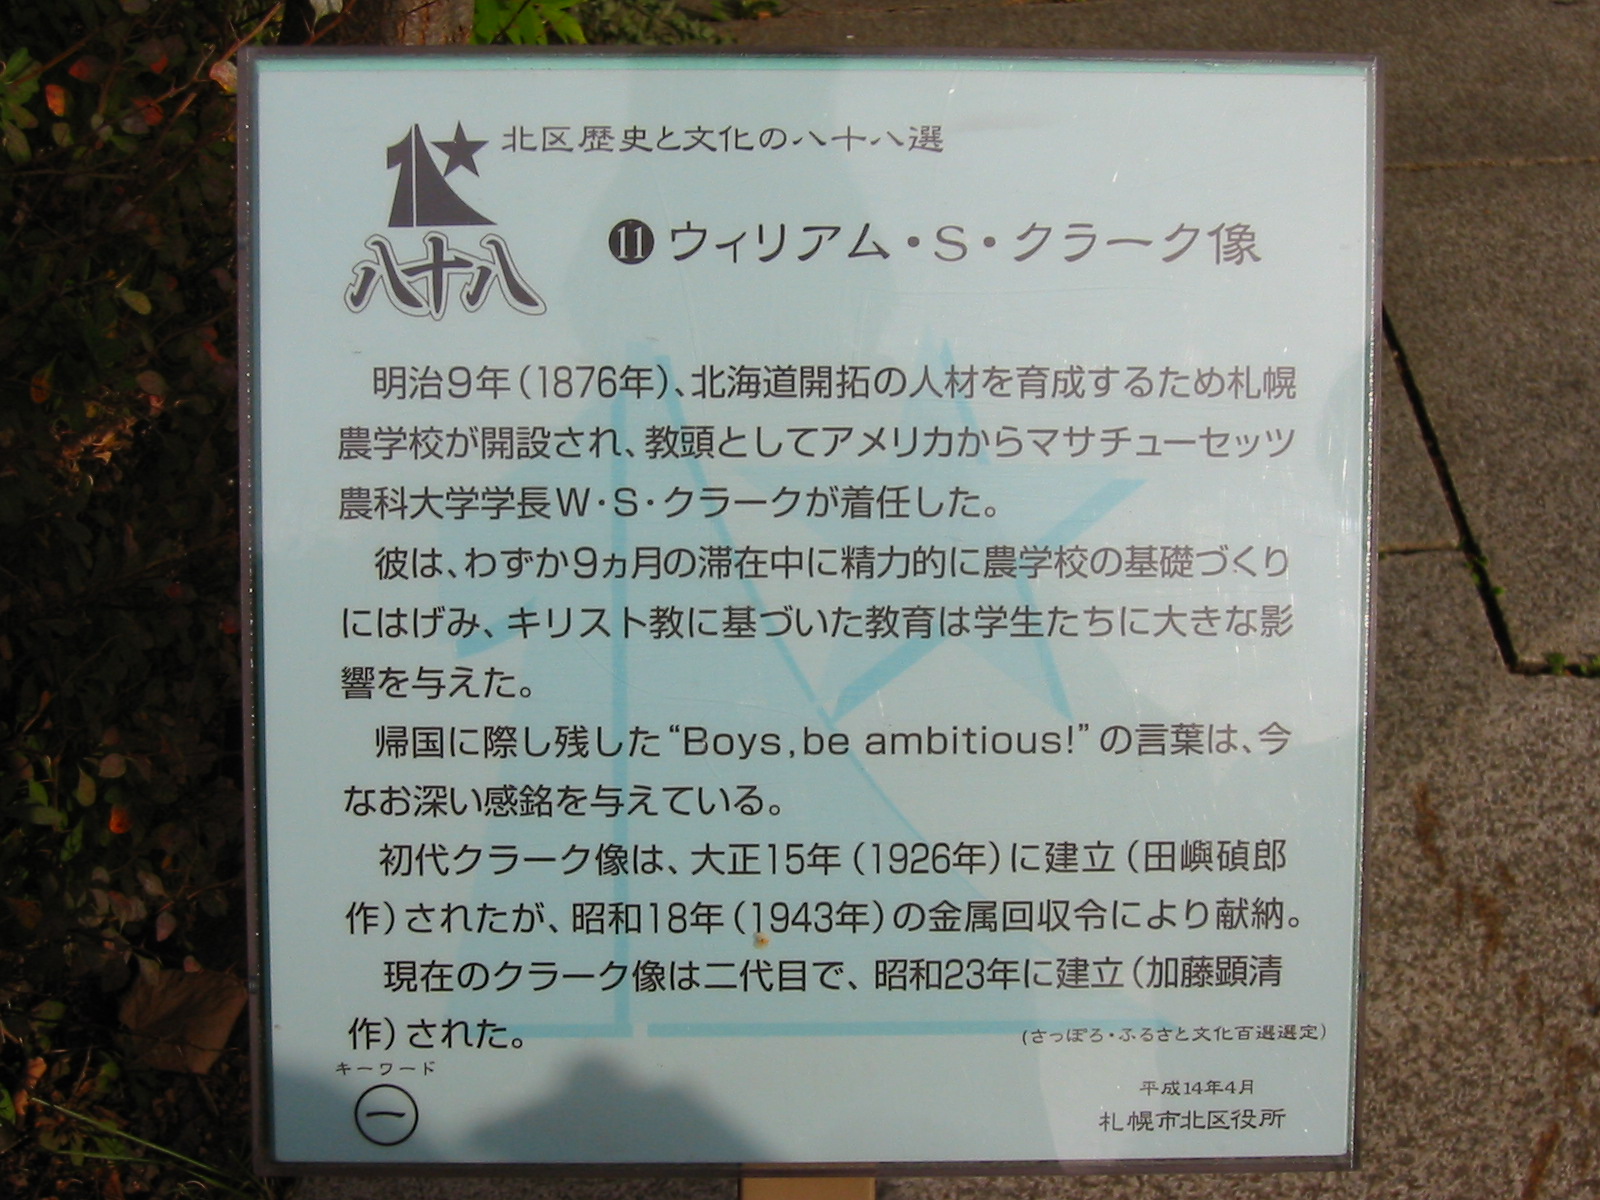 北区歴史と文化の八十八選
八十八
⓫ウィリアム・S・クラーク像
明治9年(1876年)、北海道開拓の人材を育成するため札幌
農学校が開設され、教頭としてアメリカからマサチューセッツ
農科大学学長W・S・クラークが着任した。
彼は、わずか9ヵ月の滞在中に精力的に農学校の基礎づくり
にはげみ、キリスト教に基づいた教育は学生たちに大きな影
響を与えた。
帰国に際し残した“Boys,be ambitious!”の言葉は、今
なお深い感銘を与えている。
初代クラーク像は、大正15年(1926年)に建立(田嶼碩郎
作)されたが、昭和18年(1943年)の金属回収令により献納。
現在のクラーク像は二代目で、昭和23年に建立(加藤顕清
作)された。
(さっぽろ・ふるさと文化百選選定)
キーワード
㊀
平成14年4月
札幌市北区役所